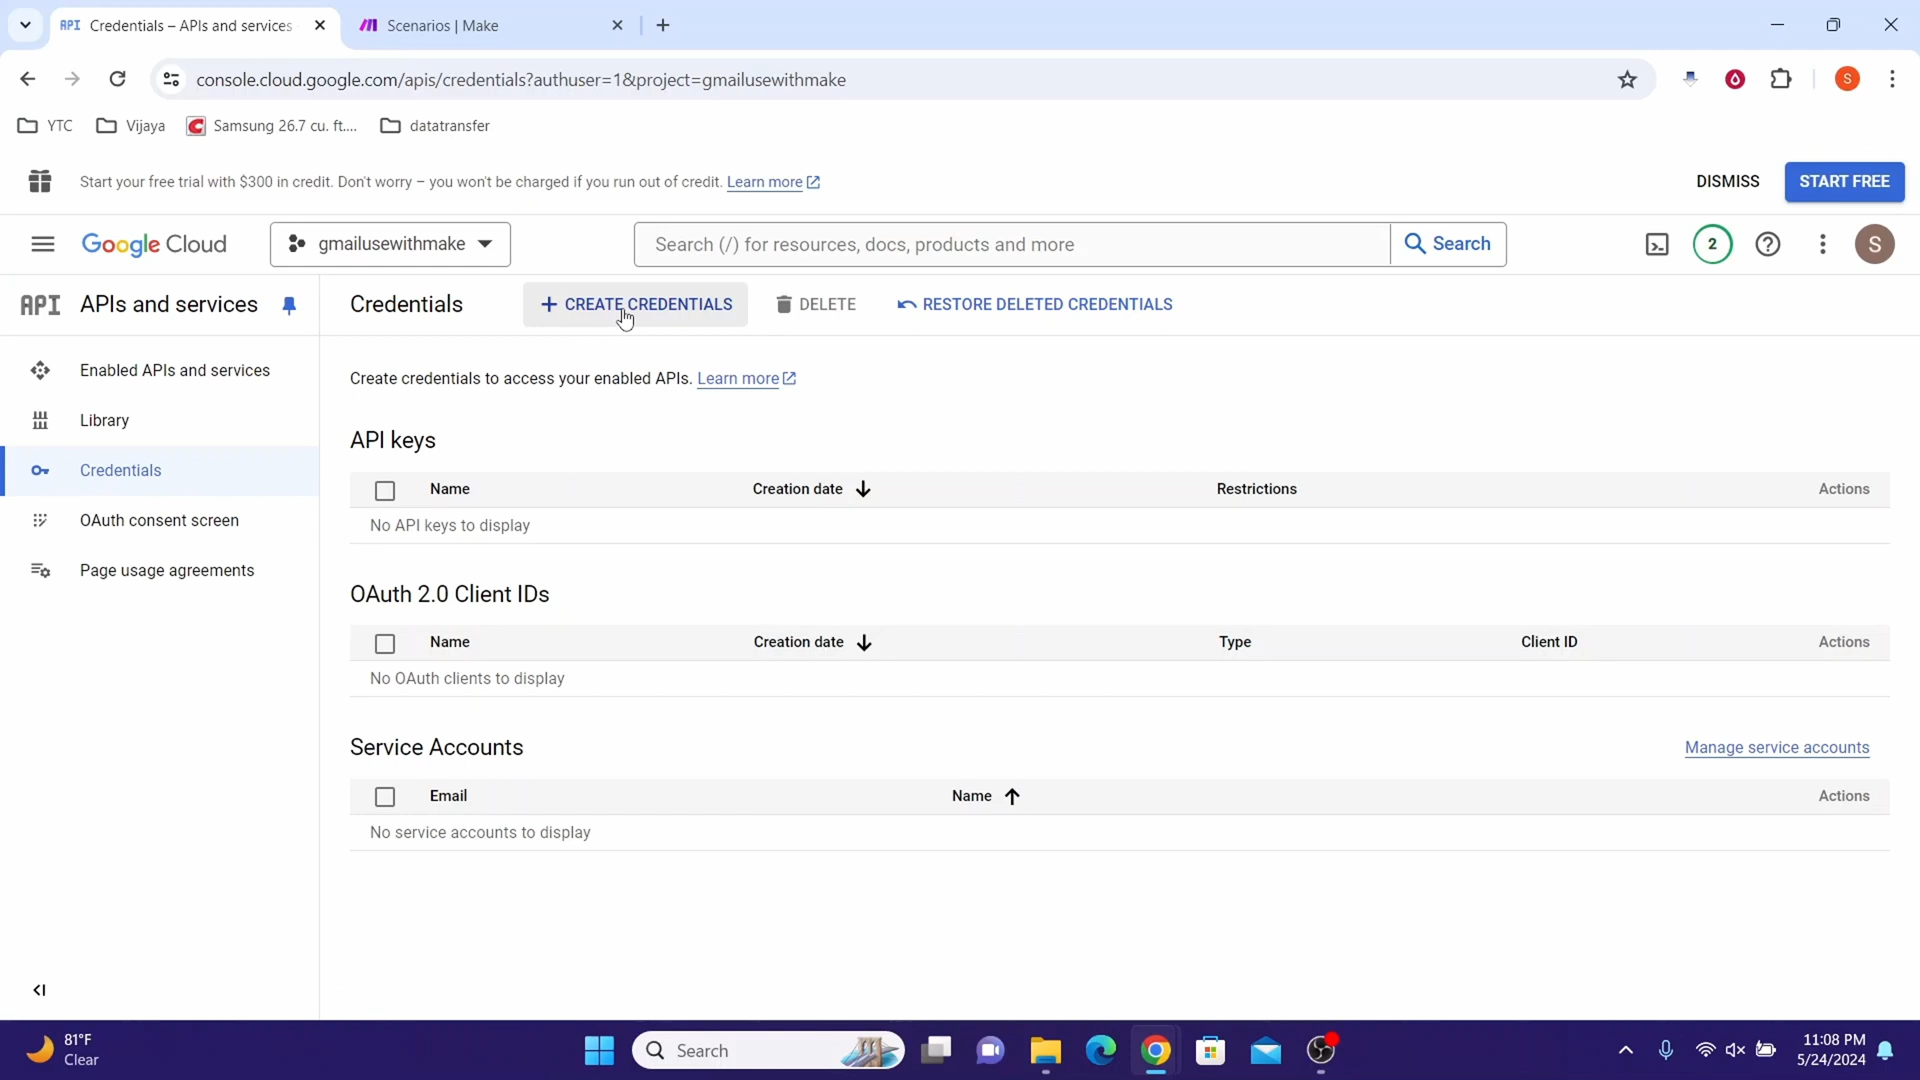 API Credentials – APIs and services
Scenarios | Make
console.cloud.google.com/apis/credentials?authuser=1&project=gmailusewithmake
S
YTC
Vijaya
Samsung 26.7 cu. ft....
datatransfer
Start your free trial with $300 in credit. Don't worry – you won't be charged if you run out of credit. Learn more
DISMISS
START FREE
Google Cloud
gmailusewithmake
Search (/) for resources, docs, products and more
Search
2
S
API APIs and services
Credentials
+ CREATE CREDENTIALS
DELETE
RESTORE DELETED CREDENTIALS
Enabled APIs and services
Library
Credentials
OAuth consent screen
Page usage agreements
Create credentials to access your enabled APIs. Learn more
API keys
Name Creation date Restrictions Actions
No API keys to display
OAuth 2.0 Client IDs
Name Creation date Type Client ID Actions
No OAuth clients to display
Service Accounts
Manage service accounts
Email Name Actions
No service accounts to display
81°F
Clear
Search
11:08 PM
5/24/2024